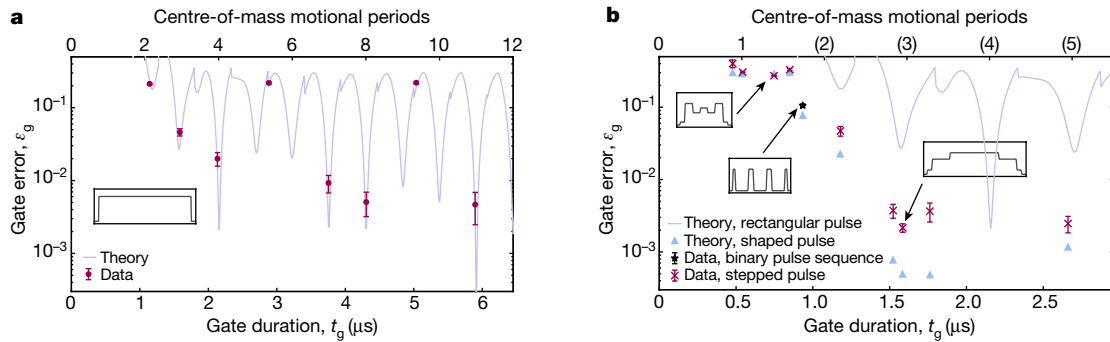 a
Centre-of-mass motional periods
0 2 4 6 7 8 10 11 12
Gate error, εg
10⁻¹
10⁻²
10⁻³
Theory
Data
0 1 2 3 4 5 6
Gate duration, tg (μs)
b
Centre-of-mass motional periods
0 1 (2) (3) (4) (5)
Gate error, εg
10⁻¹
10⁻²
10⁻³
Theory, rectangular pulse
Theory, shaped pulse
Data, binary pulse sequence
Data, stepped pulse
0 0.5 1.0 1.5 2.0 2.5
Gate duration, tg (μs)